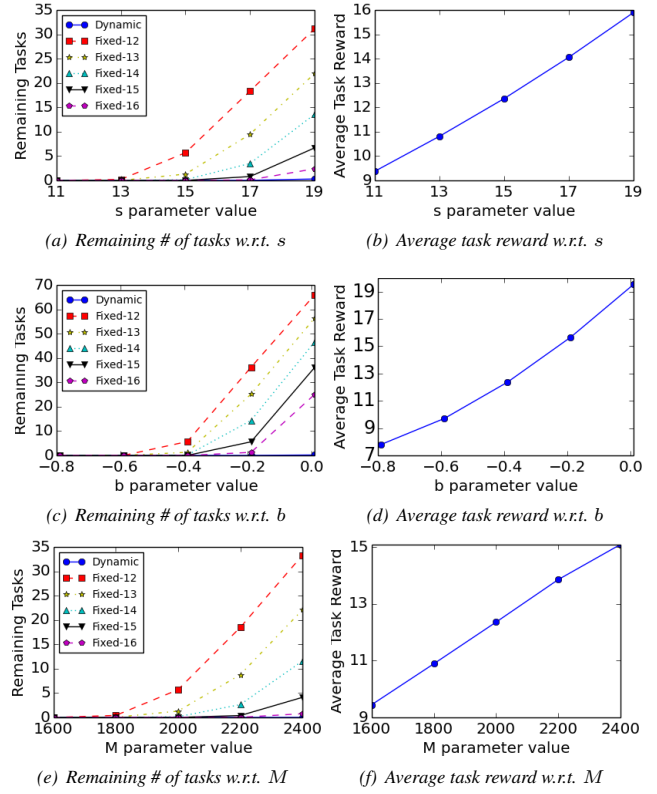 Remaining Tasks
35
30
25
20
15
10
5
0
Dynamic
Fixed-12
Fixed-13
Fixed-14
Fixed-15
Fixed-16
11 13 15 17 19
s parameter value
(a) Remaining # of tasks w.r.t. s
Average Task Reward
16
15
14
13
12
11
10
9
11 13 15 17 19
s parameter value
(b) Average task reward w.r.t. s
Remaining Tasks
70
60
50
40
30
20
10
0
Dynamic
Fixed-12
Fixed-13
Fixed-14
Fixed-15
Fixed-16
−0.8 −0.6 −0.4 −0.2 0.0
b parameter value
(c) Remaining # of tasks w.r.t. b
Average Task Reward
19
17
15
13
11
9
7
−0.8 −0.6 −0.4 −0.2 0.0
b parameter value
(d) Average task reward w.r.t. b
Remaining Tasks
35
30
25
20
15
10
5
0
Dynamic
Fixed-12
Fixed-13
Fixed-14
Fixed-15
Fixed-16
1600 1800 2000 2200 2400
M parameter value
(e) Remaining # of tasks w.r.t. M
Average Task Reward
15
13
11
9
1600 1800 2000 2200 2400
M parameter value
(f) Average task reward w.r.t. M